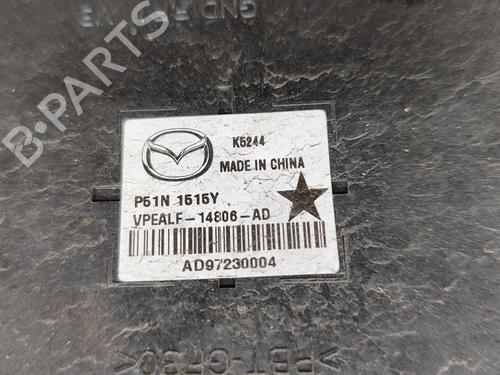 B-PARTS
K5244
MADE IN CHINA
P51N 1515Y
VPEALF-14806-AD
AD97230004
>PBT-GF30<